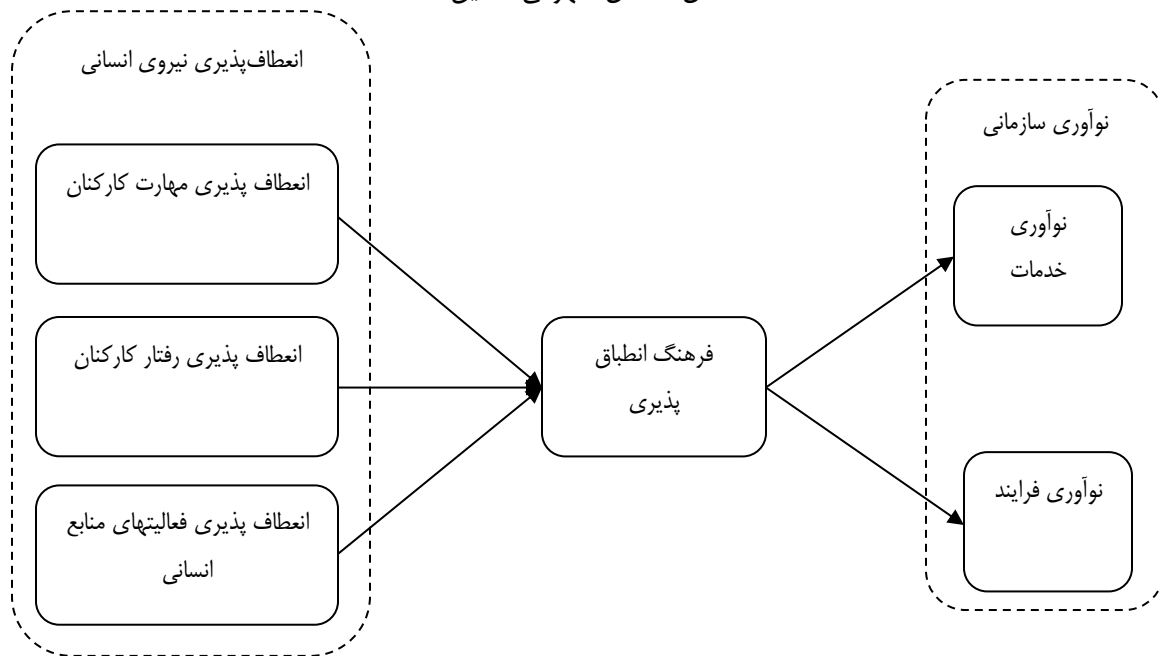 انعطاف‌پذیری نیروی انسانی
نوآوری سازمانی
انعطاف پذیری مهارت کارکنان
نوآوری
خدمات
انعطاف پذیری رفتار کارکنان
فرهنگ انطباق
پذیری
نوآوری فرایند
انعطاف پذیری فعالیتهای منابع
انسانی